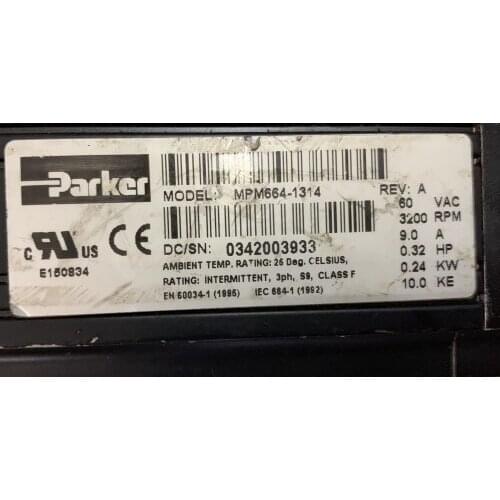 Parker
MODEL: MPM664-1314 REV: A
60 VAC
3200 RPM
DC/SN: 0342003933 9.0 A
C RU US CE 0.32 HP
E150934
AMBIENT TEMP. RATING: 25 Deg. CELSIUS,
RATING: INTERMITTENT, 3ph, S9, CLASS F 0.24 KW
EN 60034-1 (1995) IEC 664-1 (1992) 10.0 KE